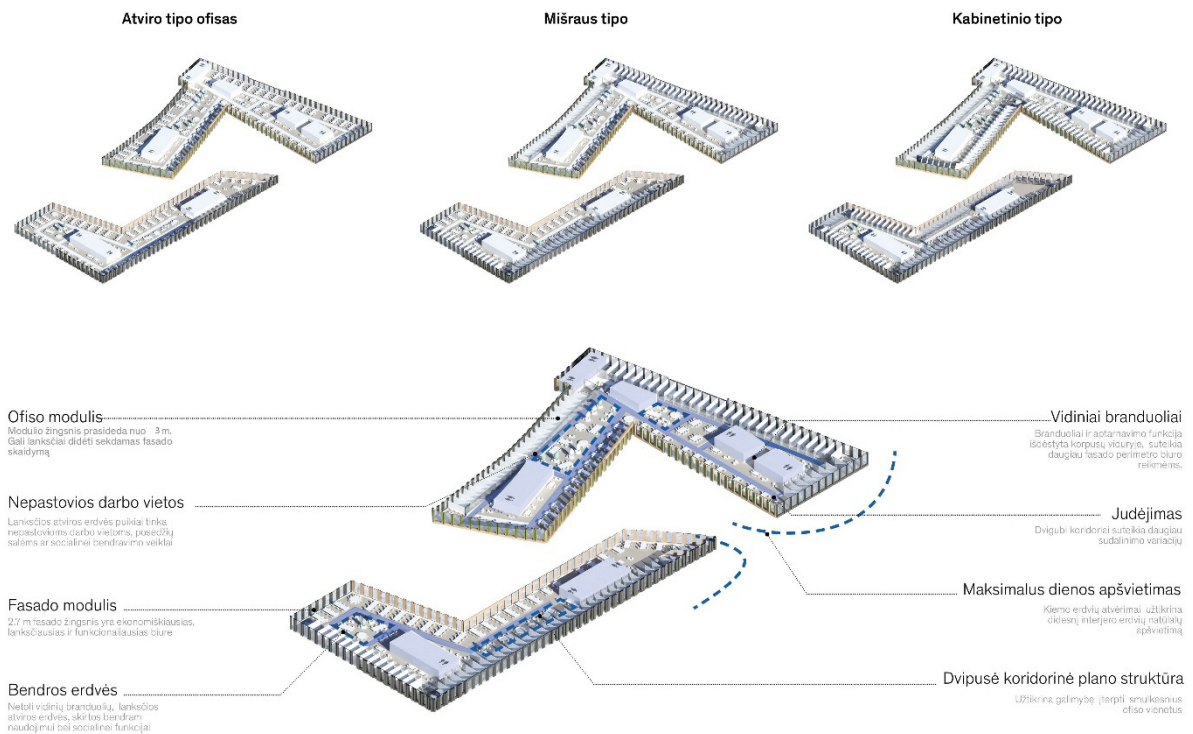 Atviro tipo ofisas
Mišraus tipo
Kabinetinio tipo
Ofiso modulis
Modulio žingsnis prasideda nuo 3 m.
Gali lanksčiai didėti sekdamas fasado
skaidymą
Nepastovios darbo vietos
Lanksčios atviros erdvės puikiai tinka
nepastovioms darbo vietoms, posėdžių
salėms ar socialinei bendravimo veiklai
Fasado modulis
2.7 m fasado žingsnis yra ekonomiškiausias,
lanksčiausias ir funkcionaliausias biure
Bendros erdvės
Netoli vidinių branduolių, lanksčios
atviros erdvės, skirtos bendram
naudojimui bei socialinei funkcijai
Vidiniai branduoliai
Branduoliai ir aptarnavimo funkcija
išdėstyta korpusų viduryje, suteikia
daugiau fasado perimetro biuro
reikmėms.
Judėjimas
Dvigubi koridoriai suteikia daugiau
sudalinimo variacijų
Maksimalus dienos apšvietimas
Kiemo erdvių atvėrimai užtikrina
didesnį interjero erdvių natūralų
apšvietimą
Dvipusė koridorinė plano struktūra
Užtikrina galimybę įterpti smulkesnius
ofiso vienetus